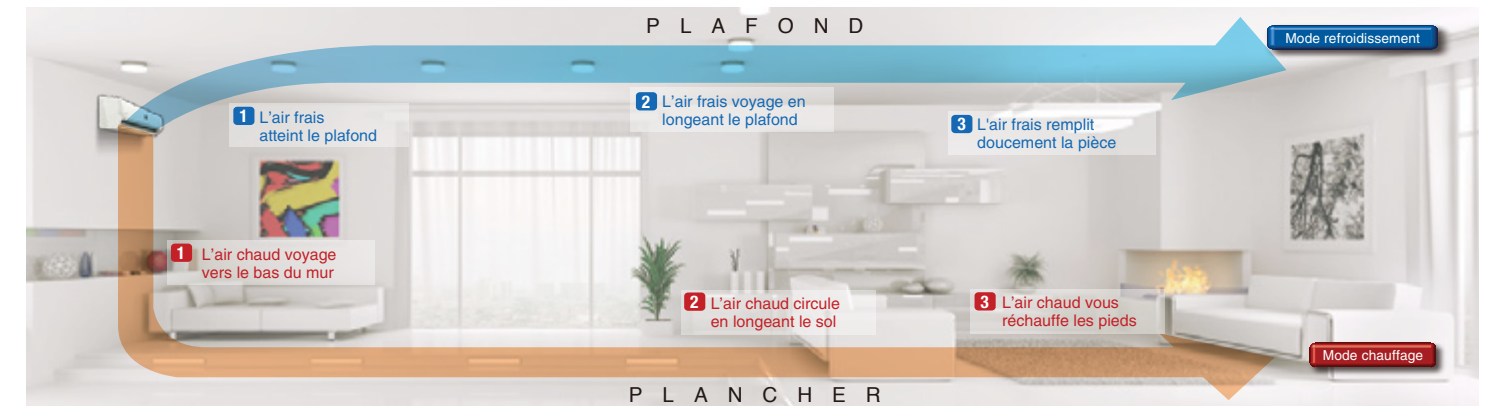 PLAFOND
Mode refroidissement
1 L’air frais
atteint le plafond
2 L’air frais voyage en
longeant le plafond
3 L'air frais remplit
doucement la pièce
1 L’air chaud voyage
vers le bas du mur
2 L’air chaud circule
en longeant le sol
3 L’air chaud vous
réchauffe les pieds
Mode chauffage
PLANCHER